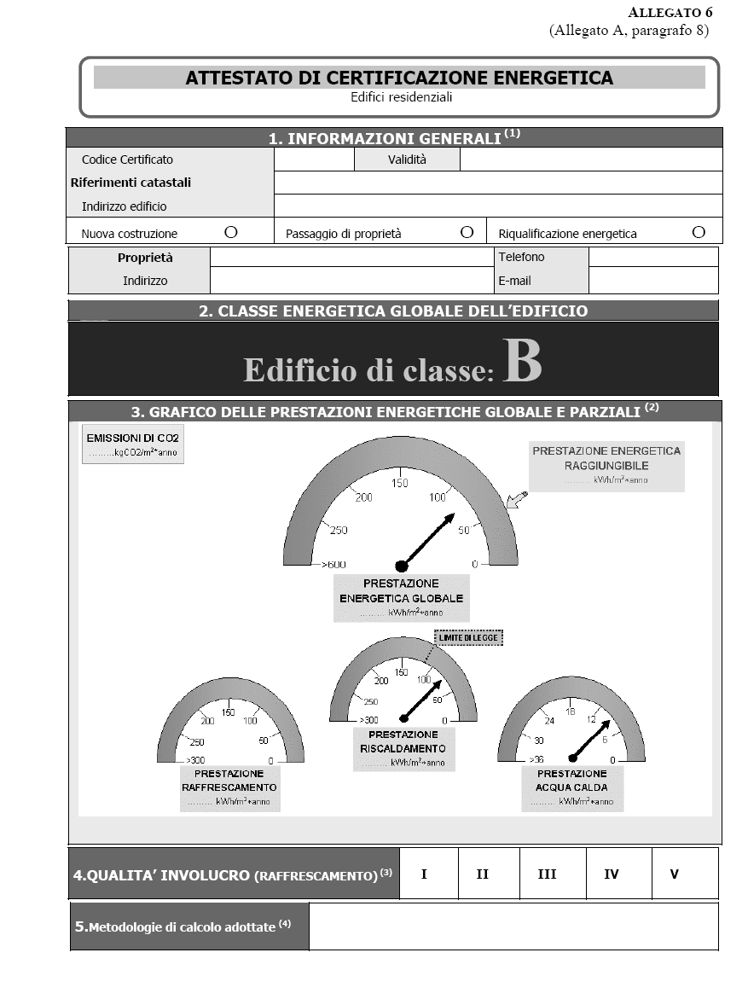 ALLEGATO 6
(Allegato A, paragrafo 8)
ATTESTATO DI CERTIFICAZIONE ENERGETICA
Edifici residenziali
1. INFORMAZIONI GENERALI (1)
Codice Certificato Validità
Riferimenti catastali
Indirizzo edificio
Nuova costruzione O Passaggio di proprietà O Riqualificazione energetica O
Proprietà Telefono
Indirizzo E-mail
2. CLASSE ENERGETICA GLOBALE DELL'EDIFICIO
Edificio di classe: B
3. GRAFICO DELLE PRESTAZIONI ENERGETICHE GLOBALE E PARZIALI (2)
EMISSIONI DI CO2
.........kgCO2/m²*anno
PRESTAZIONE ENERGETICA
RAGGIUNGIBILE
......... kWh/m²*anno
>600 250 200 150 100 50 0
PRESTAZIONE
ENERGETICA GLOBALE
......... kWh/m²*anno
LIMITE DI LEGGE
>300 250 200 150 100 50 0
PRESTAZIONE
RAFFRESCAMENTO
......... kWh/m²*anno
>300 250 200 150 100 50 0
PRESTAZIONE
RISCALDAMENTO
......... kWh/m²*anno
>36 30 24 18 12 6 0
PRESTAZIONE
ACQUA CALDA
......... kWh/m²*anno
4.QUALITA' INVOLUCRO (RAFFRESCAMENTO) (3) I II III IV V
5.Metodologie di calcolo adottate (4)